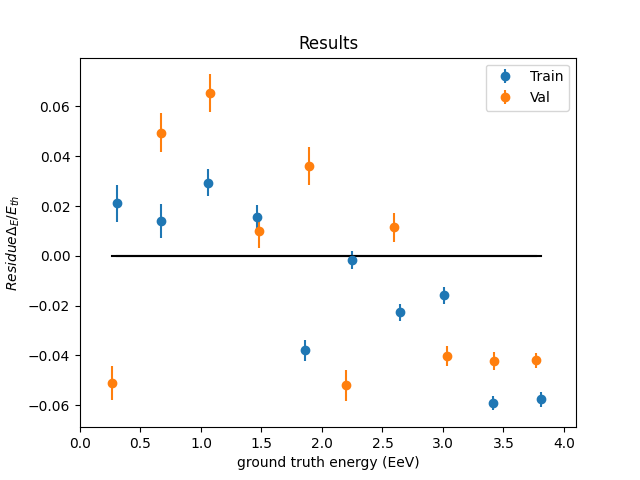 Results
Train
Val
0.06
0.04
0.02
0.00
−0.02
−0.04
−0.06
ResidueΔ_E/E_th
0.0 0.5 1.0 1.5 2.0 2.5 3.0 3.5 4.0
ground truth energy (EeV)